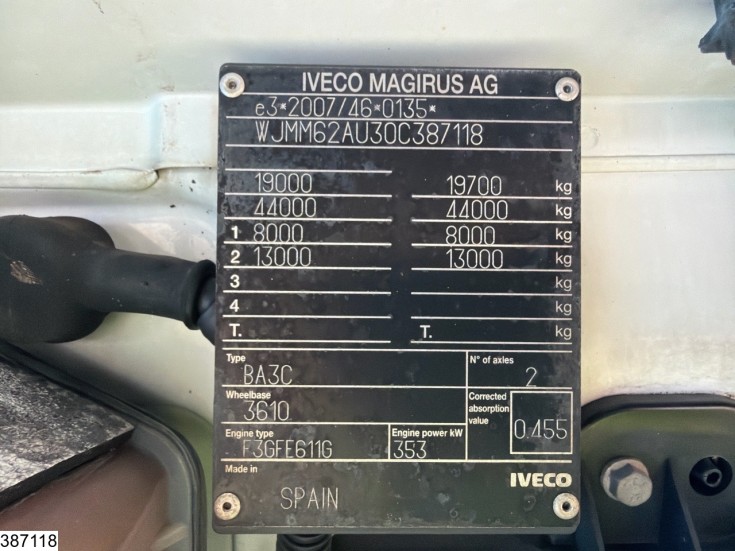 IVECO MAGIRUS AG
e3*2007/46*0135*
WJMM62AU30C387118
19000 19700 kg
44000 44000 kg
1 8000 8000 kg
2 13000 13000 kg
3 kg
4 kg
T. T. kg
Type N° of axles
BA3C 2
Wheelbase Corrected absorption value
3610 0.455
Engine type Engine power kW
F3GFE611G 353
Made in IVECO
SPAIN
387118